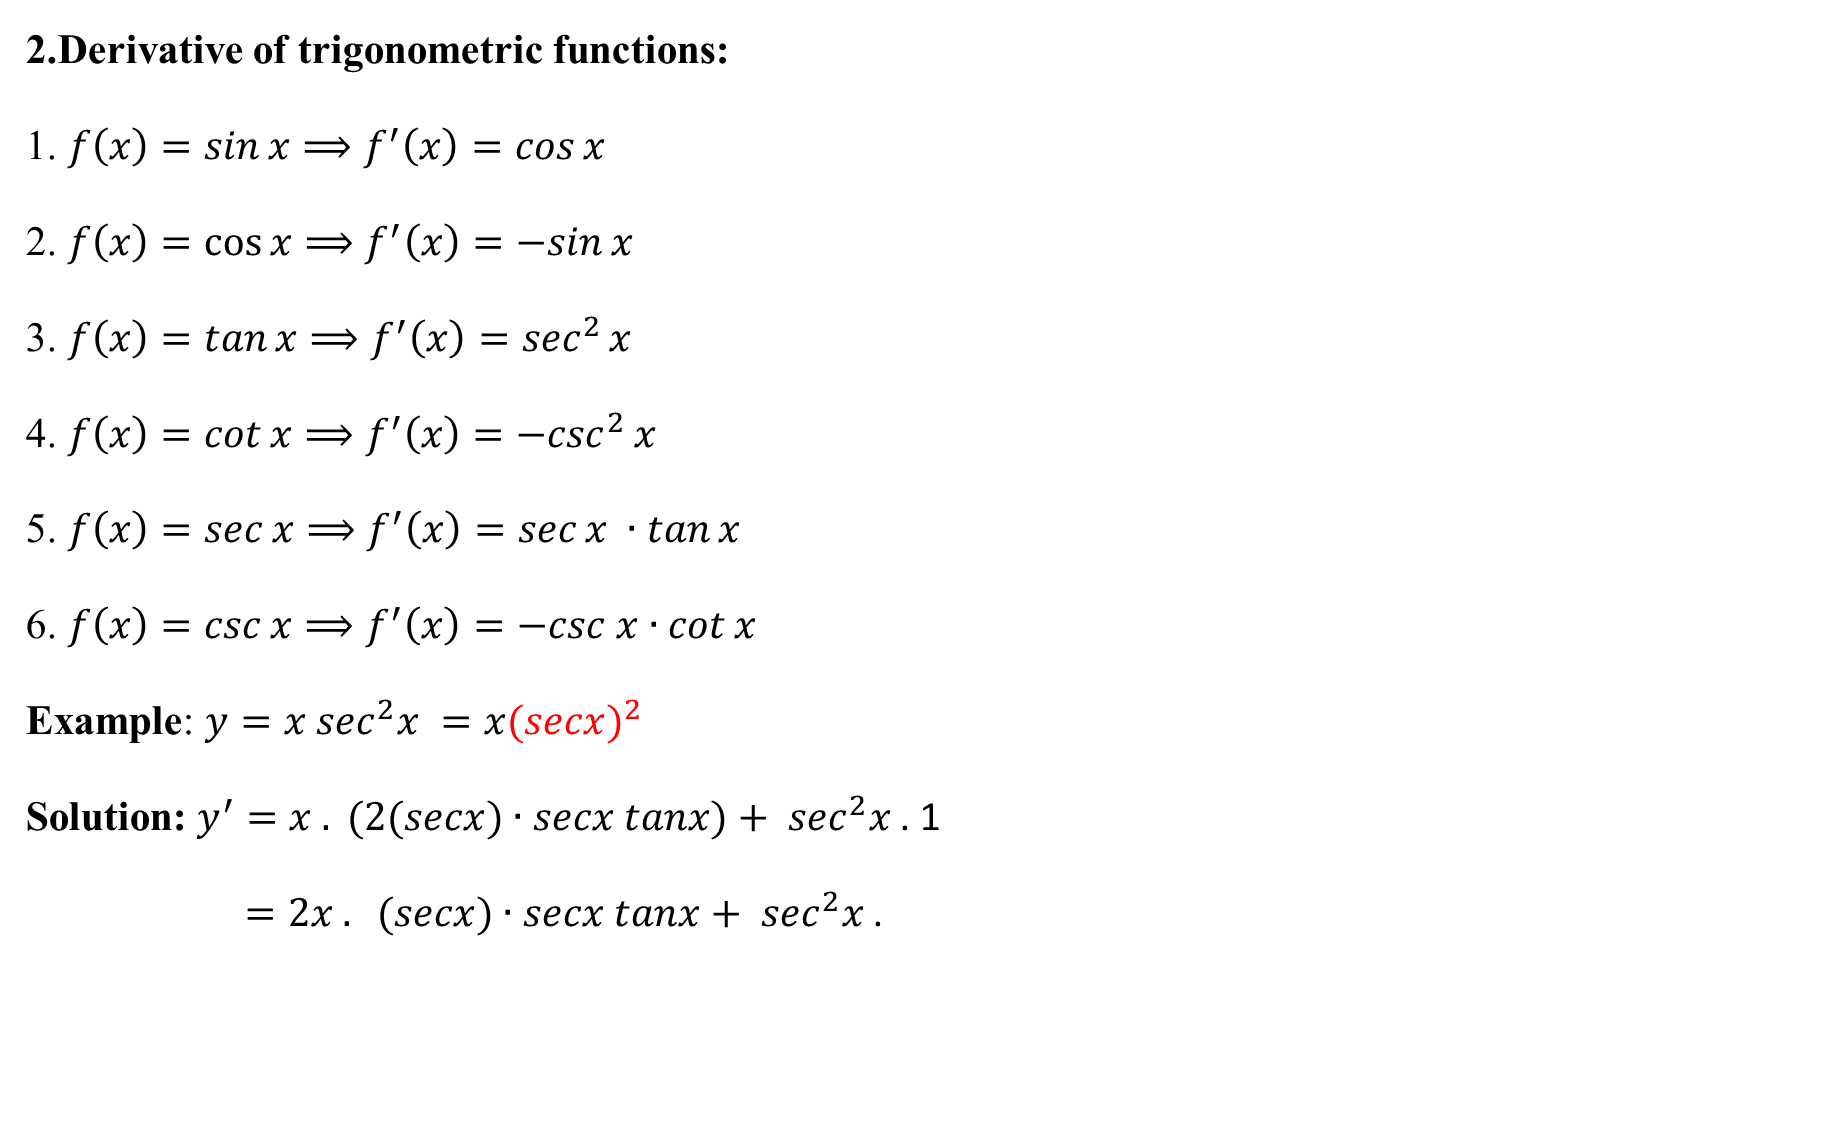 2.Derivative of trigonometric functions:
1. f(x) = sin x ⟹ f′(x) = cos x
2. f(x) = cos x ⟹ f′(x) = −sin x
3. f(x) = tan x ⟹ f′(x) = sec² x
4. f(x) = cot x ⟹ f′(x) = −csc² x
5. f(x) = sec x ⟹ f′(x) = sec x · tan x
6. f(x) = csc x ⟹ f′(x) = −csc x · cot x
Example: y = x sec²x = x(secx)²
Solution: y′ = x . (2(secx) · secx tanx) + sec²x . 1
= 2x . (secx) · secx tanx + sec²x .